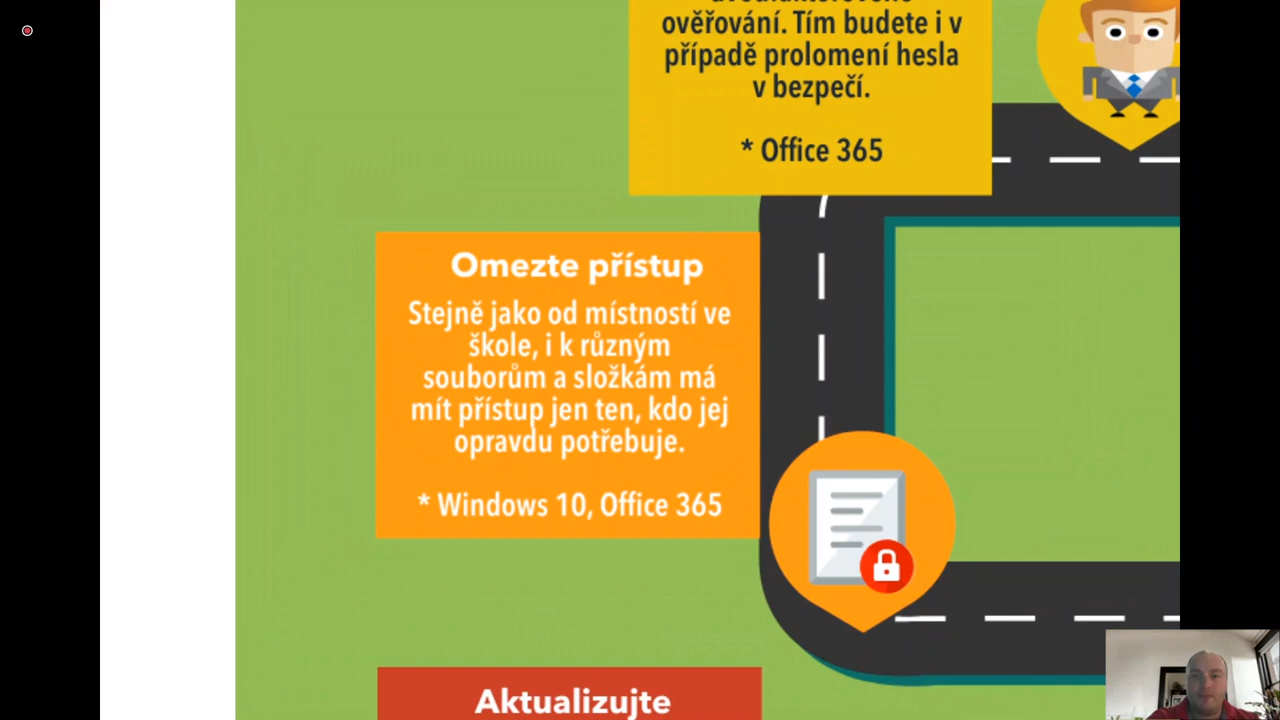 ověřování. Tím budete i v
případě prolomení hesla
v bezpečí.
* Office 365
Omezte přístup
Stejně jako od místností ve
škole, i k různým
souborům a složkám má
mít přístup jen ten, kdo jej
opravdu potřebuje.
* Windows 10, Office 365
Aktualizujte